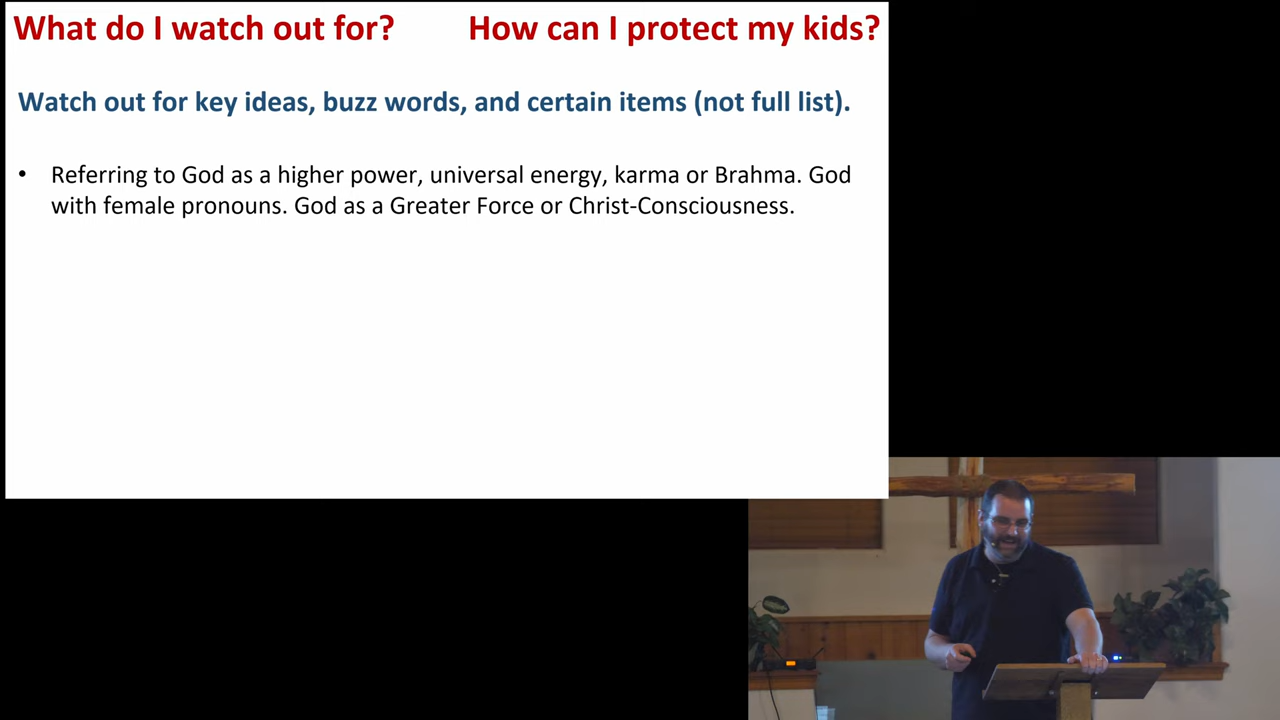 What do I watch out for? How can I protect my kids?
Watch out for key ideas, buzz words, and certain items (not full list).
• Referring to God as a higher power, universal energy, karma or Brahma. God
with female pronouns. God as a Greater Force or Christ-Consciousness.